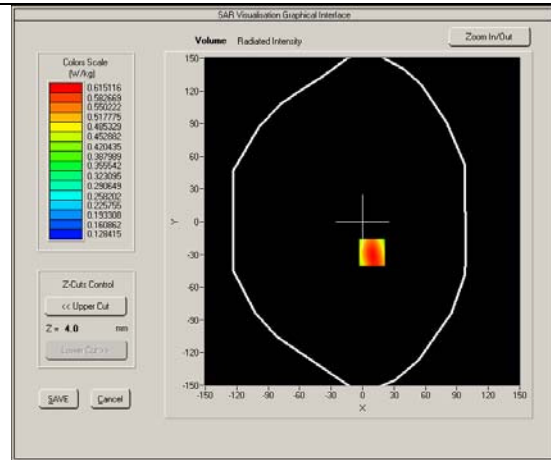 SAR Visualisation Graphical Interface
Volume Radiated Intensity
Zoom In/Out
Colors Scale
(W/kg)
0.615116
0.582669
0.550222
0.517775
0.485329
0.452882
0.420435
0.387989
0.355542
0.323095
0.290649
0.258202
0.225755
0.193308
0.160862
0.128415
Z-Cuts Control
<< Upper Cut
Z = 4.0 mm
Lower Cut >>
SAVE Cancel
150
120
90
60
30
0
-30
-60
-90
-120
-150
Y
-150 -120 -90 -60 -30 0 30 60 90 120 150
X